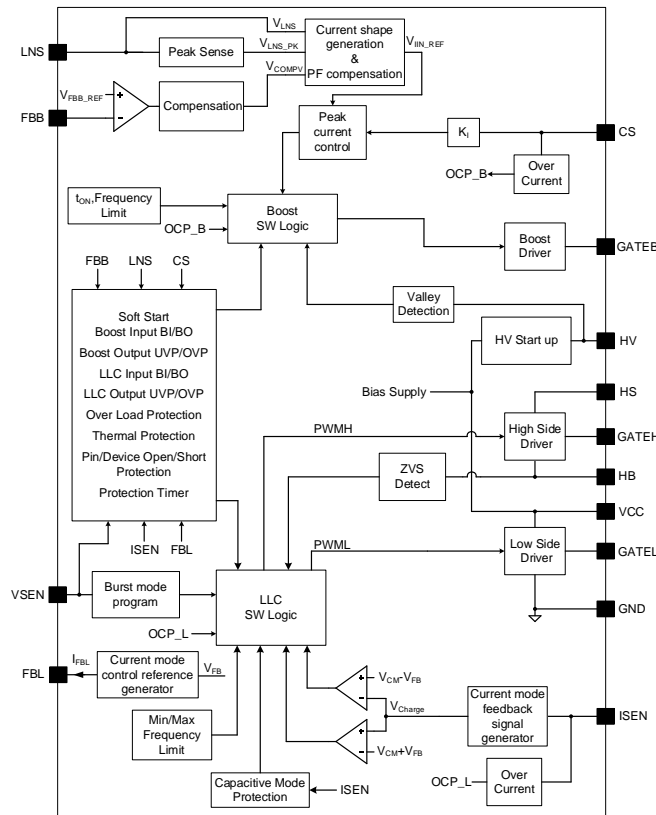 LNS
V_LNS
Peak Sense
V_LNS_PK
Current shape
generation
&
PF compensation
V_IIN_REF
V_COMPV
V_FBB_REF
+
-
Compensation
FBB
Peak
current
control
K_I
CS
OCP_B
Over
Current
t_ON,Frequency
Limit
OCP_B
Boost
SW Logic
Boost
Driver
GATEB
FBB
LNS
CS
Valley
Detection
Soft Start
Boost Input BI/BO
Boost Output UVP/OVP
LLC Input BI/BO
LLC Output UVP/OVP
Over Load Protection
Thermal Protection
Pin/Device Open/Short
Protection
Protection Timer
HV Start up
HV
Bias Supply
HS
PWMH
High Side
Driver
GATEH
ZVS
Detect
HB
VCC
ISEN
FBL
PWML
Low Side
Driver
GATEL
VSEN
Burst mode
program
LLC
SW Logic
GND
OCP_L
FBL
I_FBL
Current mode
control reference
generator
V_FB
+
-
V_CM-V_FB
V_Charge
+
-
V_CM+V_FB
Current mode
feedback
signal
generator
ISEN
Min/Max
Frequency
Limit
Capacitive Mode
Protection
ISEN
OCP_L
Over
Current